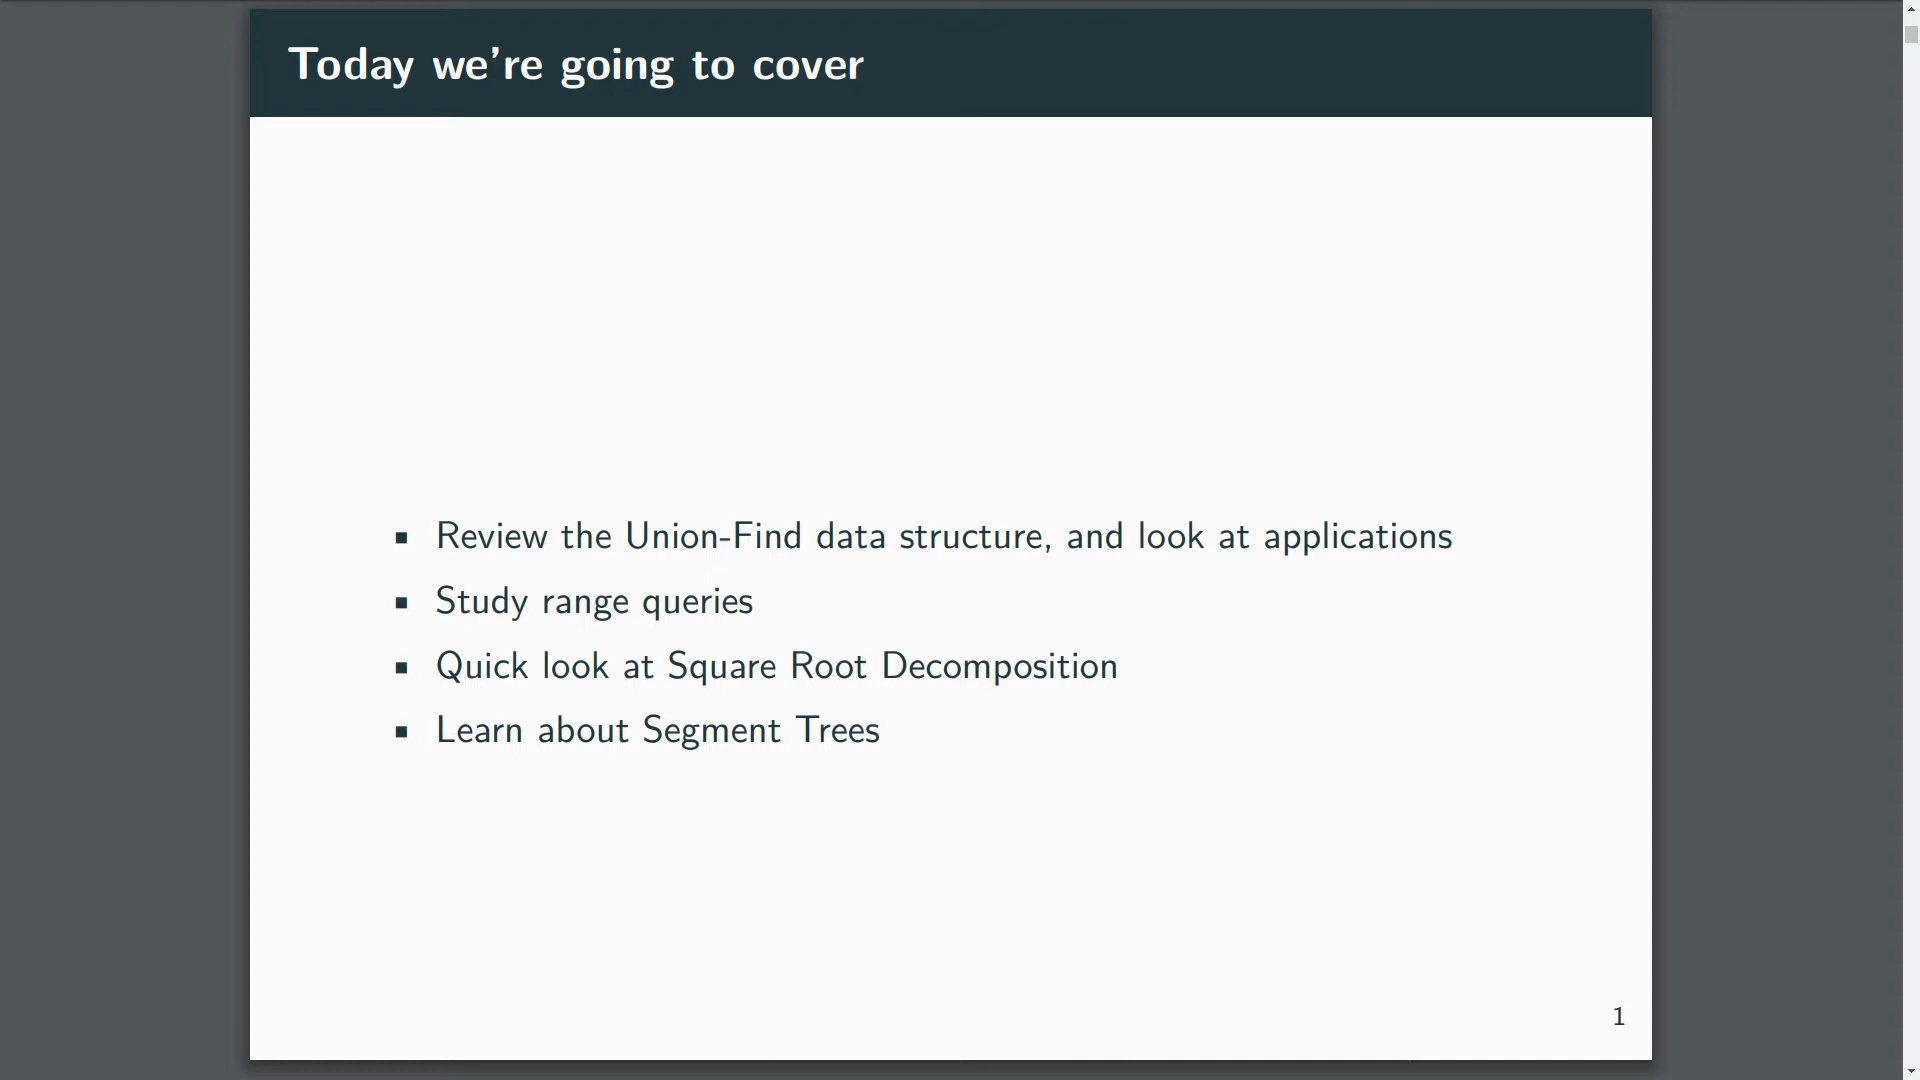 Today we're going to cover
▪ Review the Union-Find data structure, and look at applications
▪ Study range queries
▪ Quick look at Square Root Decomposition
▪ Learn about Segment Trees
1